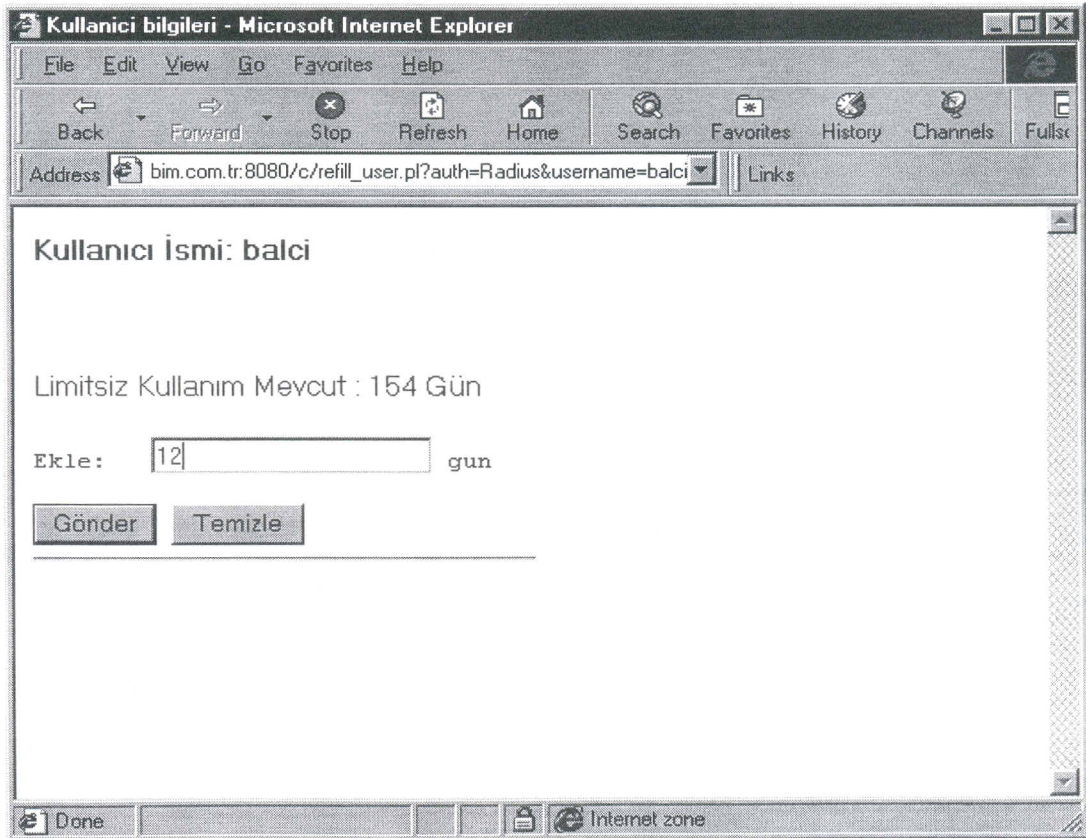 Kullanici bilgileri - Microsoft Internet Explorer
File Edit View Go Favorites Help
Back Forward Stop Refresh Home Search Favorites History Channels Fullsc
Address bim.com.tr:8080/c/refill_user.pl?auth=Radius&username=balci Links
Kullanıcı İsmi: balci
Limitsiz Kullanım Mevcut : 154 Gün
Ekle: 12 gun
Gönder Temizle
Done Internet zone